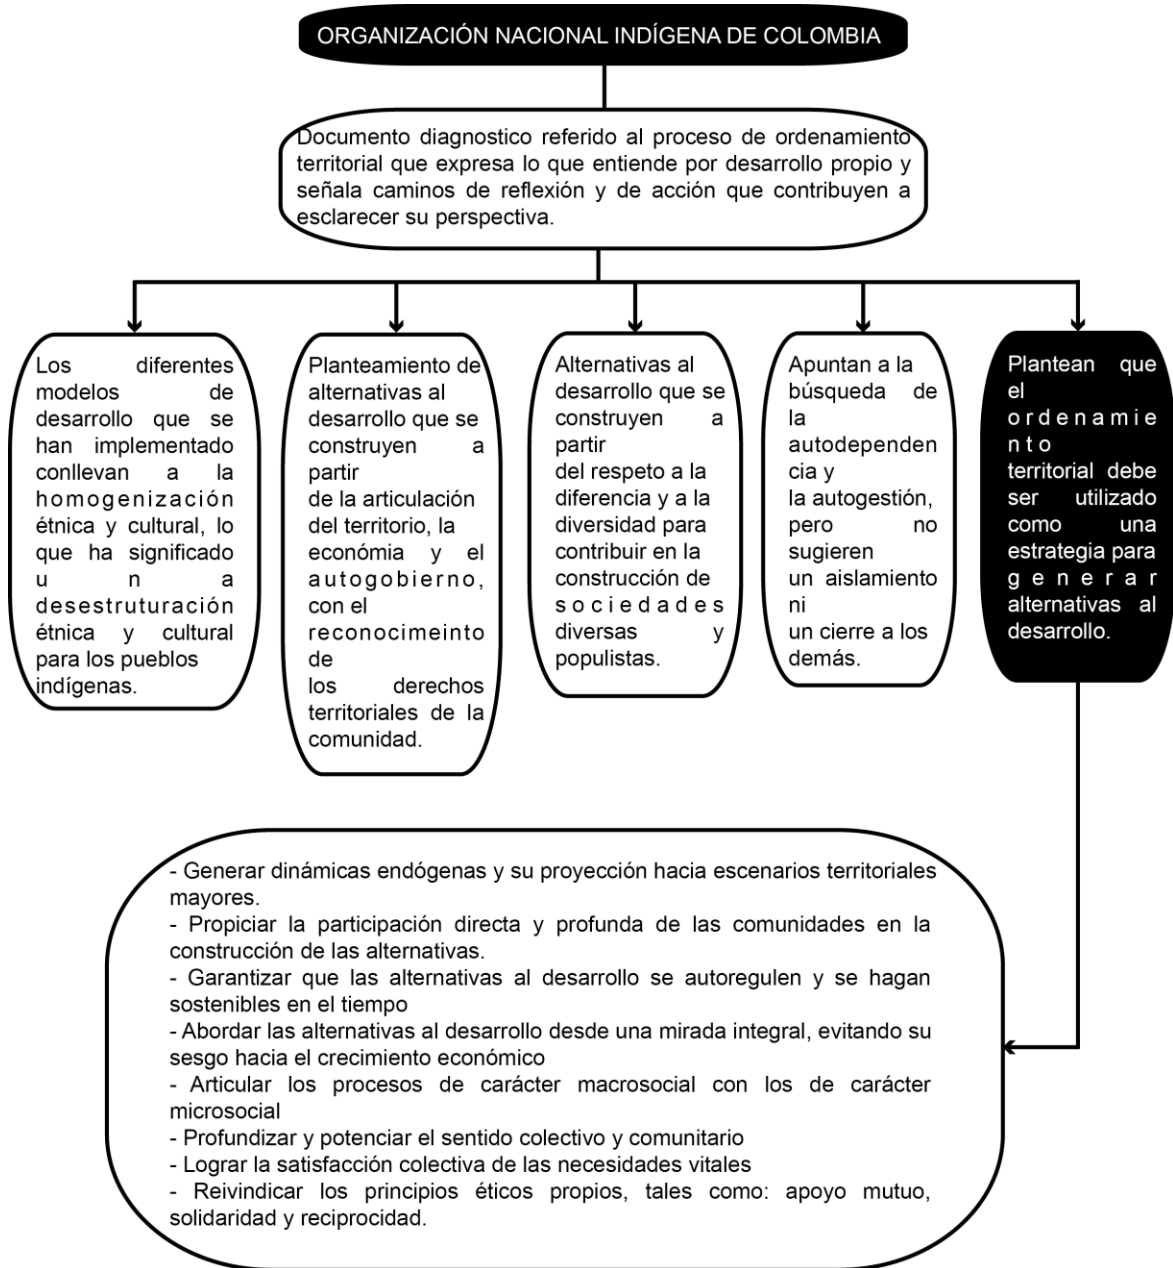 ORGANIZACIÓN NACIONAL INDÍGENA DE COLOMBIA
Documento diagnostico referido al proceso de ordenamiento
territorial que expresa lo que entiende por desarrollo propio y
señala caminos de reflexión y de acción que contribuyen a
esclarecer su perspectiva.
Los diferentes
modelos de
desarrollo que se
han implementado
conllevan a la
homogenización
étnica y cultural, lo
que ha significado
u n a
desestruturación
étnica y cultural
para los pueblos
indígenas.
Planteamiento de
alternativas al
desarrollo que se
construyen a
partir
de la articulación
del territorio, la
económia y el
autogobierno,
con el
reconocimeinto
de
los derechos
territoriales de la
comunidad.
Alternativas al
desarrollo que se
construyen a
partir
del respeto a la
diferencia y a la
diversidad para
contribuir en la
construcción de
sociedades
diversas y
populistas.
Apuntan a la
búsqueda de
la
autodependen
cia y
la autogestión,
pero no
sugieren
un aislamiento
ni
un cierre a los
demás.
Plantean que
el
o r d e n a m i e
n t o
territorial debe
ser utilizado
como una
estrategia para
g e n e r a r
alternativas al
desarrollo.
- Generar dinámicas endógenas y su proyección hacia escenarios territoriales
mayores.
- Propiciar la participación directa y profunda de las comunidades en la
construcción de las alternativas.
- Garantizar que las alternativas al desarrollo se autoregulen y se hagan
sostenibles en el tiempo
- Abordar las alternativas al desarrollo desde una mirada integral, evitando su
sesgo hacia el crecimiento económico
- Articular los procesos de carácter macrosocial con los de carácter
microsocial
- Profundizar y potenciar el sentido colectivo y comunitario
- Lograr la satisfacción colectiva de las necesidades vitales
- Reivindicar los principios éticos propios, tales como: apoyo mutuo,
solidaridad y reciprocidad.